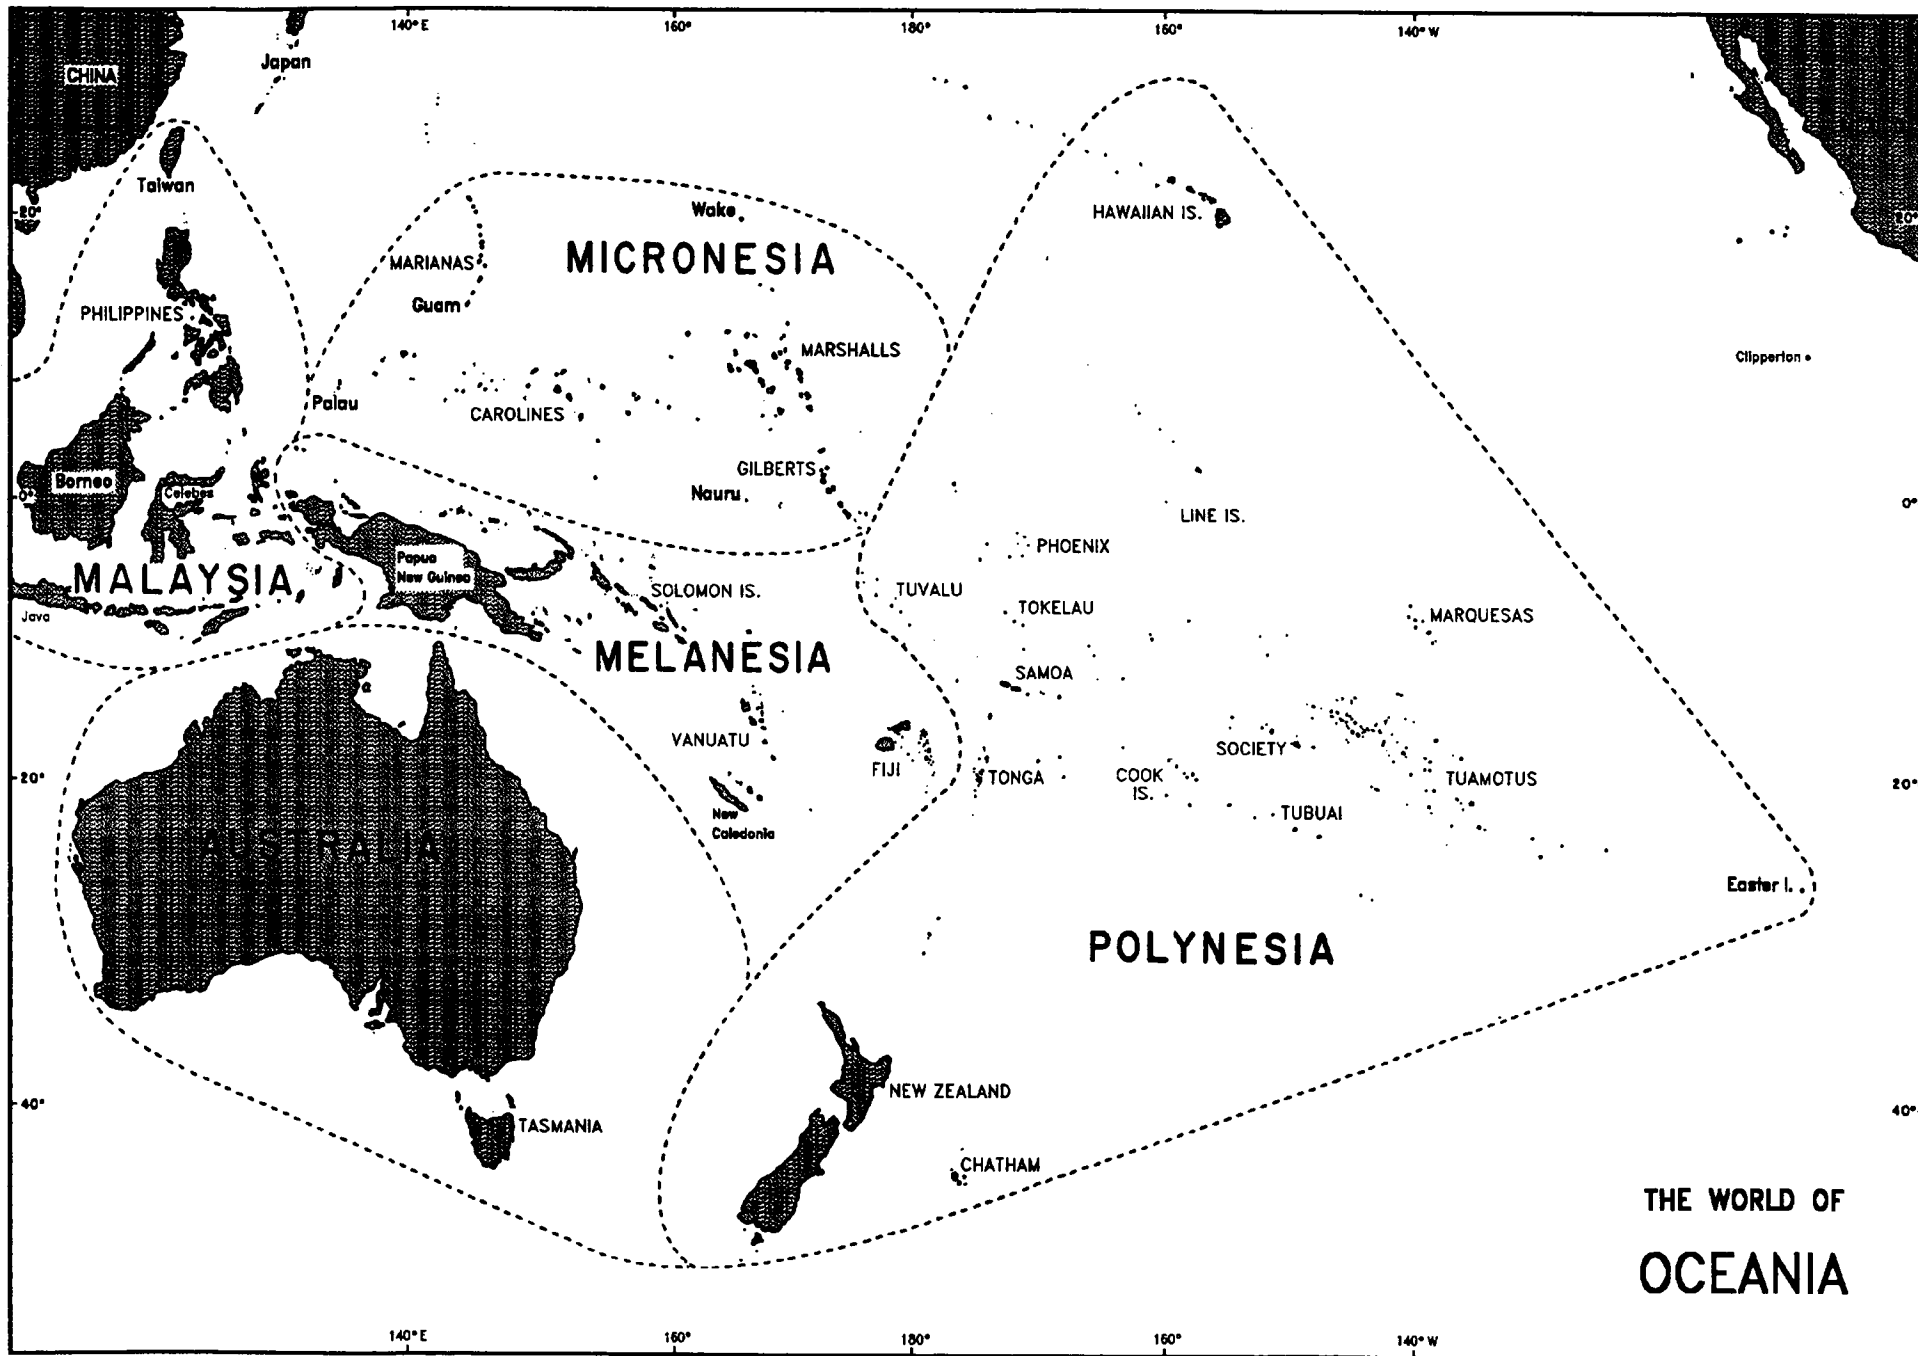 140° E 160° 180° 160° 140° W
CHINA
Japan
Taiwan
20°
20°
Wake
HAWAIIAN IS.
MICRONESIA
MARIANAS
Guam
PHILIPPINES
MARSHALLS
Clipperton
Palau
CAROLINES
GILBERTS
Borneo
Celebes
Nauru
0°
0°
LINE IS.
PHOENIX
Papua
New Guinea
MALAYSIA
SOLOMON IS.
TUVALU
TOKELAU
MARQUESAS
Java
MELANESIA
SAMOA
VANUATU
SOCIETY
FIJI
TONGA
COOK
IS.
TUAMOTUS
20°
20°
TUBUAI
New
Caledonia
AUSTRALIA
Easter I.
POLYNESIA
NEW ZEALAND
40°
40°
TASMANIA
CHATHAM
THE WORLD OF
OCEANIA
140° E 160° 180° 160° 140° W